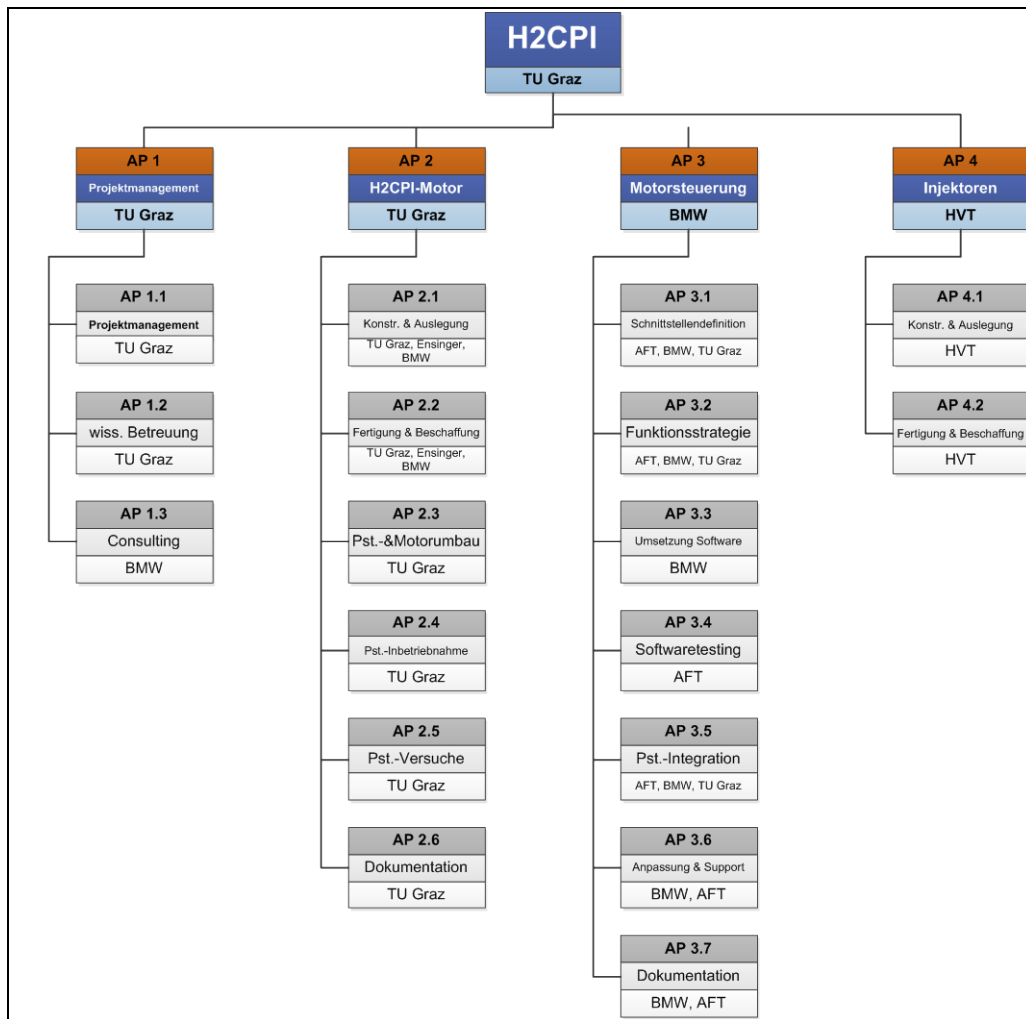 H2CPI
TU Graz
AP 1
Projektmanagement
TU Graz
AP 1.1
Projektmanagement
TU Graz
AP 1.2
wiss. Betreuung
TU Graz
AP 1.3
Consulting
BMW
AP 2
H2CPI-Motor
TU Graz
AP 2.1
Konstr. & Auslegung
TU Graz, Ensinger,
BMW
AP 2.2
Fertigung & Beschaffung
TU Graz, Ensinger,
BMW
AP 2.3
Pst.-&Motorumbau
TU Graz
AP 2.4
Pst.-Inbetriebnahme
TU Graz
AP 2.5
Pst.-Versuche
TU Graz
AP 2.6
Dokumentation
TU Graz
AP 3
Motorsteuerung
BMW
AP 3.1
Schnittstellendefinition
AFT, BMW, TU Graz
AP 3.2
Funktionsstrategie
AFT, BMW, TU Graz
AP 3.3
Umsetzung Software
BMW
AP 3.4
Softwaretesting
AFT
AP 3.5
Pst.-Integration
AFT, BMW, TU Graz
AP 3.6
Anpassung & Support
BMW, AFT
AP 3.7
Dokumentation
BMW, AFT
AP 4
Injektoren
HVT
AP 4.1
Konstr. & Auslegung
HVT
AP 4.2
Fertigung & Beschaffung
HVT